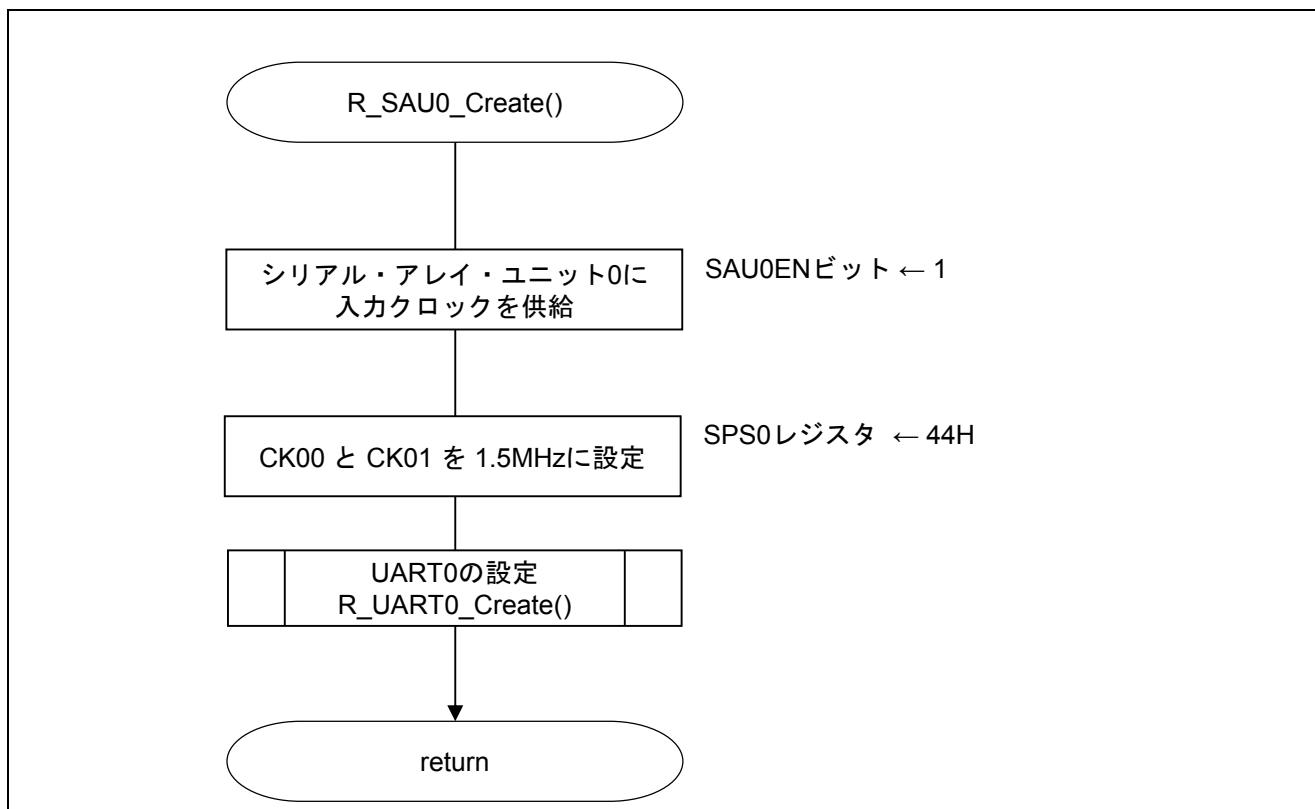 R_SAU0_Create()
シリアル・アレイ・ユニット0に
入力クロックを供給
SAU0ENビット ← 1
CK00 と CK01 を 1.5MHzに設定
SPS0レジスタ ← 44H
UART0の設定
R_UART0_Create()
return